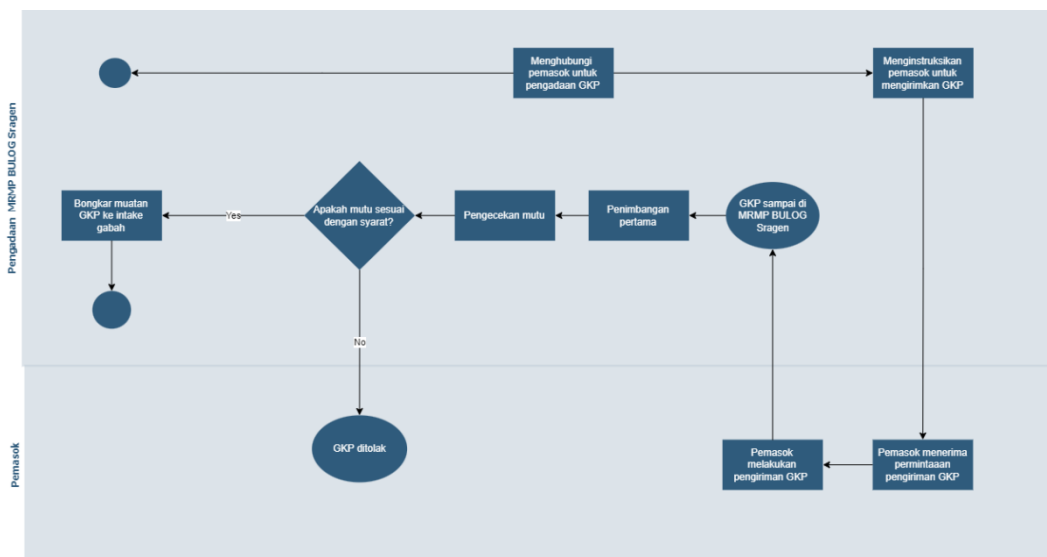 Pengadaan MRMP BULOG Sragen
Menghubungi
pemasok untuk
pengadaan GKP
Menginstruksikan
pemasok untuk
mengirimkan GKP
Bongkar muatan
GKP ke intake
gabah
Yes
Apakah mutu sesuai
dengan syarat?
Pengecekan mutu
Penimbangan
pertama
GKP sampai di
MRMP BULOG
Sragen
No
Pemasok
GKP ditolak
Pemasok
melakukan
pengiriman GKP
Pemasok menerima
permintaaan
pengiriman GKP